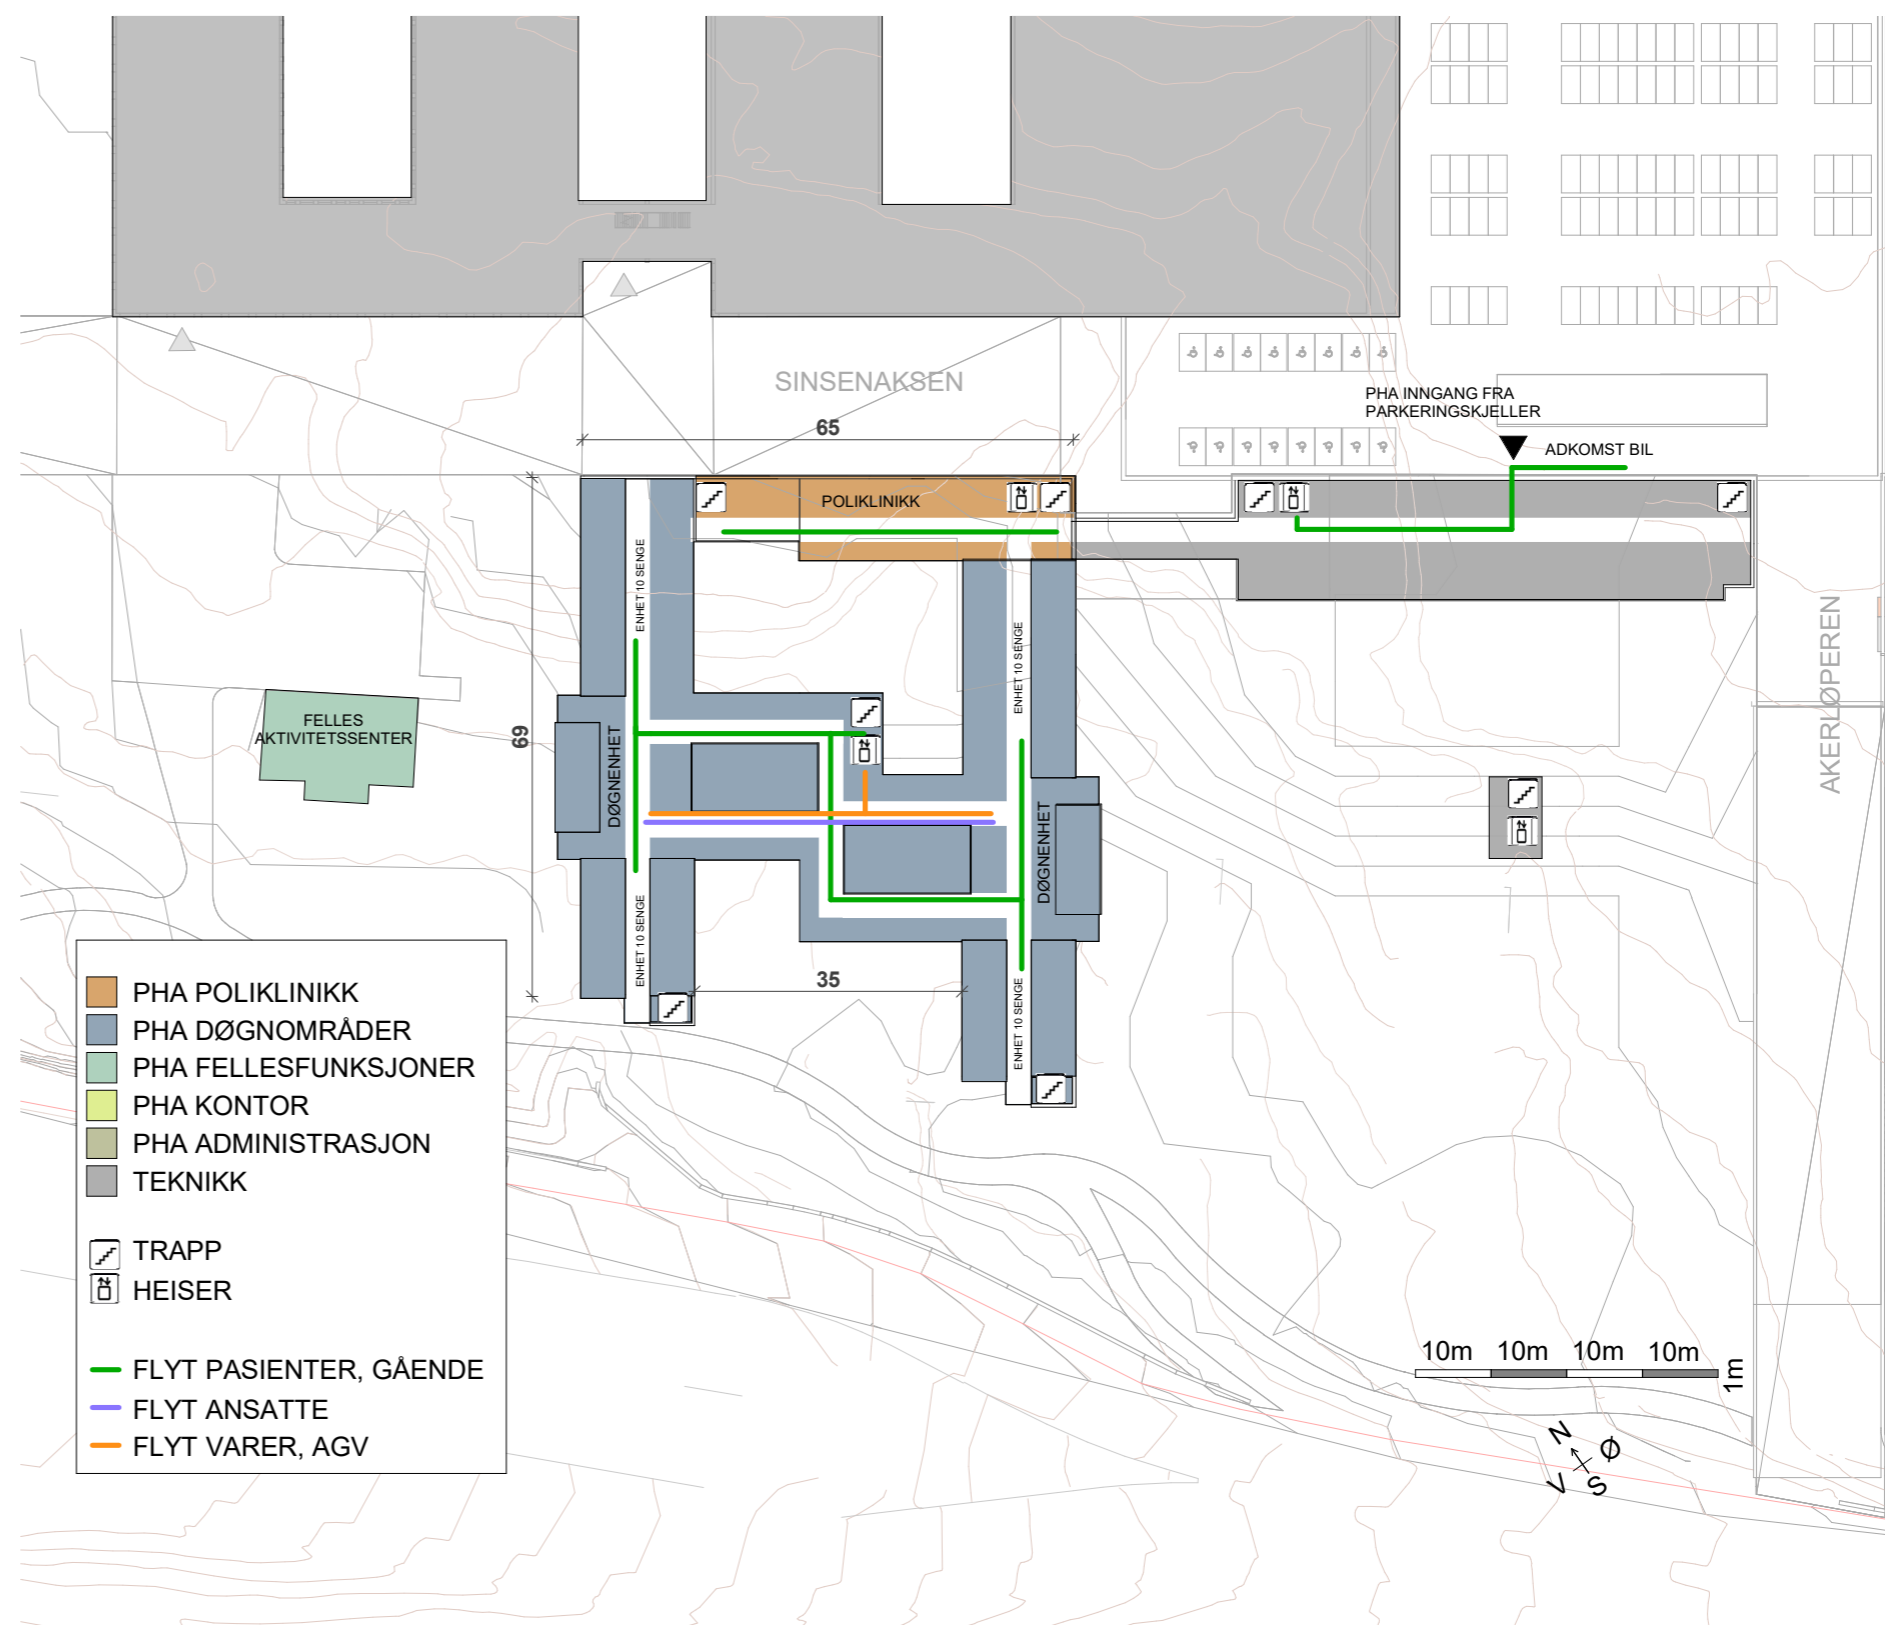 SINSENAKSEN
65
PHA INNGANG FRA
PARKERINGSKJELLER
ADKOMST BIL
POLIKLINIKK
ENHET 10 SENGE
ENHET 10 SENGE
AKERLØPEREN
FELLES
AKTIVITETSSENTER
69
DØGNENHET
DØGNENHET
ENHET 10 SENGE
ENHET 10 SENGE
35
PHA POLIKLINIKK
PHA DØGNOMRÅDER
PHA FELLESFUNKSJONER
PHA KONTOR
PHA ADMINISTRASJON
TEKNIKK
TRAPP
HEISER
FLYT PASIENTER, GÅENDE
FLYT ANSATTE
FLYT VARER, AGV
10m 10m 10m 10m
1m
N
Ø
V
S